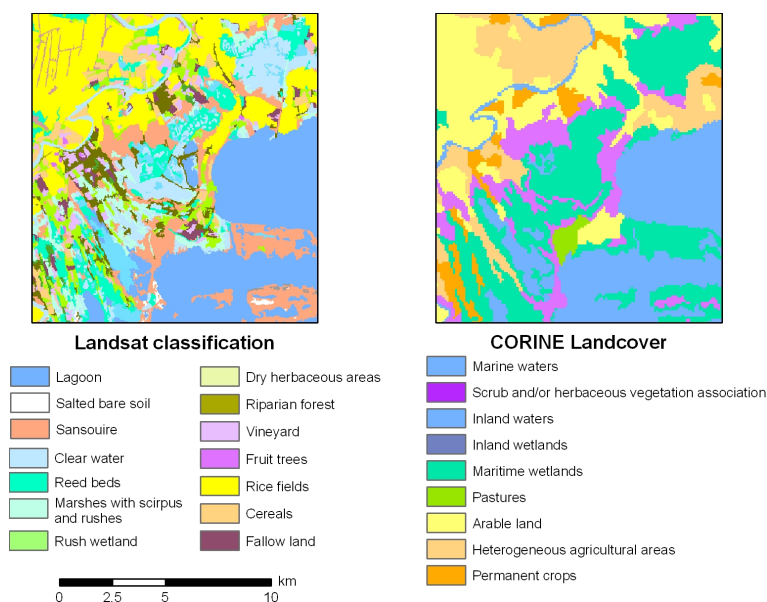 Landsat classification
Lagoon
Salted bare soil
Sansouire
Clear water
Reed beds
Marshes with scirpus
and rushes
Rush wetland
Dry herbaceous areas
Riparian forest
Vineyard
Fruit trees
Rice fields
Cereals
Fallow land
km
0 2.5 5 10
CORINE Landcover
Marine waters
Scrub and/or herbaceous vegetation association
Inland waters
Inland wetlands
Maritime wetlands
Pastures
Arable land
Heterogeneous agricultural areas
Permanent crops